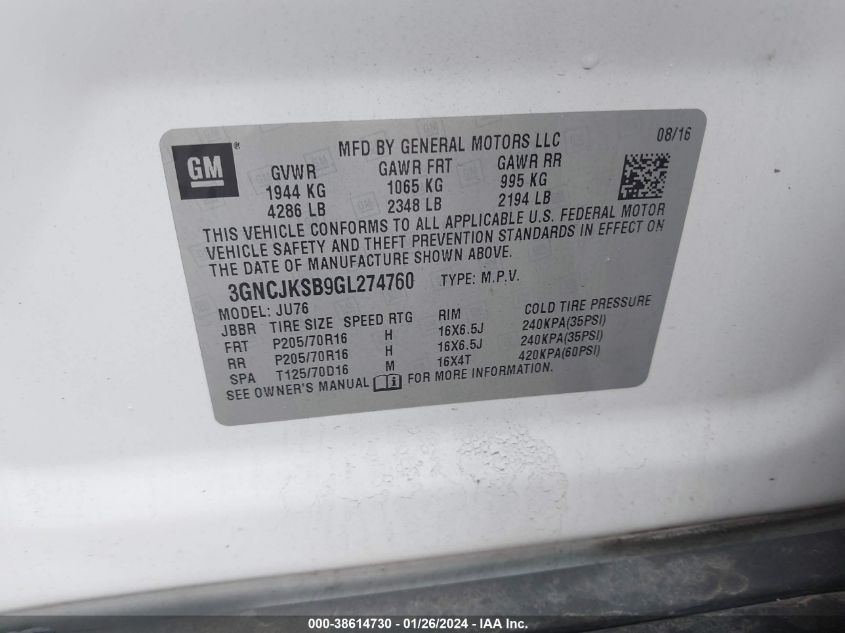 GM ®
MFD BY GENERAL MOTORS LLC 08/16
GVWR GAWR FRT GAWR RR
1944 KG 1065 KG 995 KG
4286 LB 2348 LB 2194 LB
THIS VEHICLE CONFORMS TO ALL APPLICABLE U.S. FEDERAL MOTOR
VEHICLE SAFETY AND THEFT PREVENTION STANDARDS IN EFFECT ON
THE DATE OF MANUFACTURE SHOWN ABOVE.
3GNCJKSB9GL274760 TYPE: M.P.V.
MODEL: JU76
JBBR TIRE SIZE SPEED RTG RIM COLD TIRE PRESSURE
FRT P205/70R16 H 16X6.5J 240KPA(35PSI)
RR P205/70R16 H 16X6.5J 240KPA(35PSI)
SPA T125/70D16 M 16X4T 420KPA(60PSI)
SEE OWNER'S MANUAL FOR MORE INFORMATION.
000-38614730 - 01/26/2024 - IAA Inc.